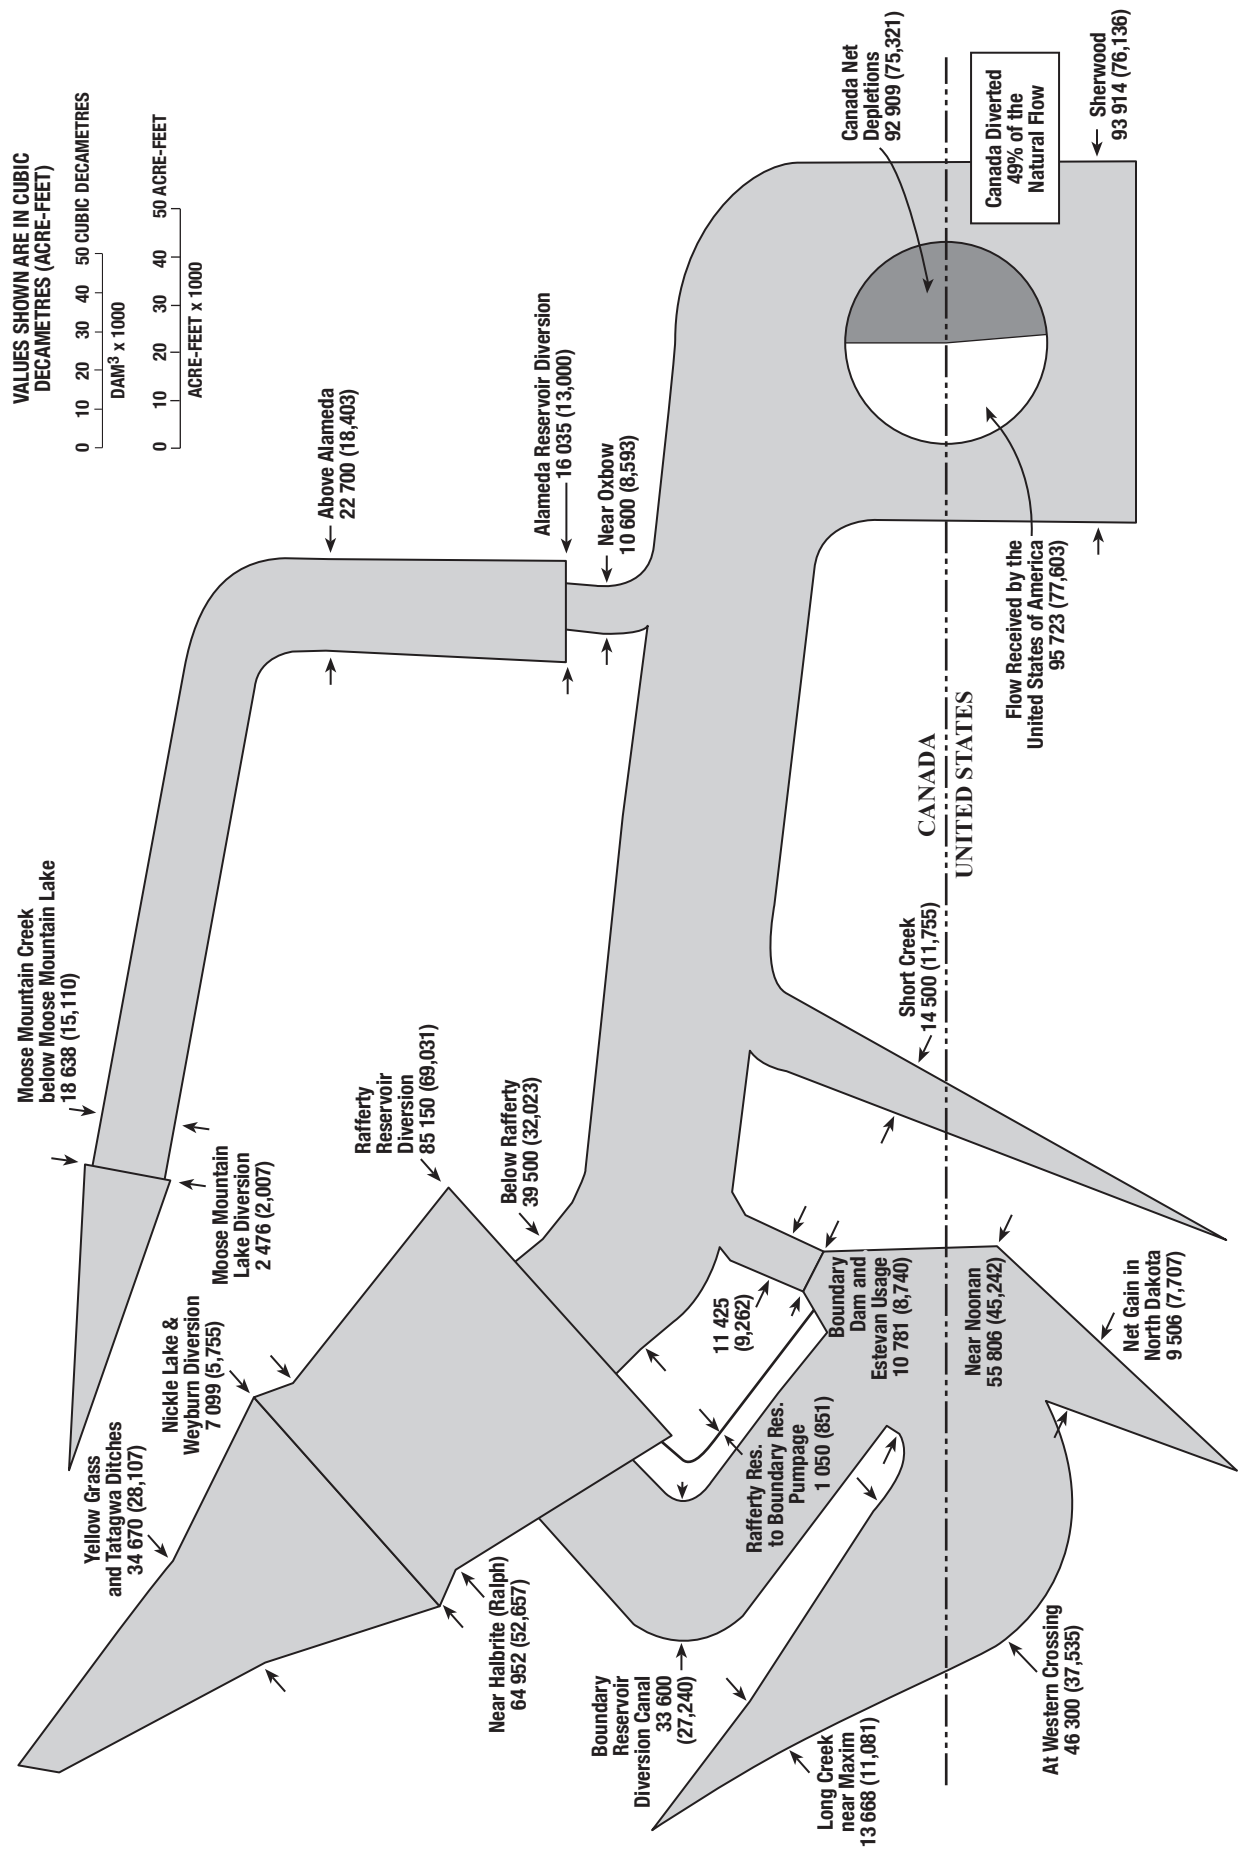 VALUES SHOWN ARE IN CUBIC
DECAMETRES (ACRE-FEET)
0 10 20 30 40 50 CUBIC DECAMETRES
DAM³ x 1000
0 10 20 30 40 50 ACRE-FEET
ACRE-FEET x 1000
Moose Mountain Creek
below Moose Mountain Lake
18 638 (15,110)
Above Alameda
22 700 (18,403)
Moose Mountain
Lake Diversion
2 476 (2,007)
Alameda Reservoir Diversion
16 035 (13,000)
Near Oxbow
10 600 (8,593)
Yellow Grass
and Tatagwa Ditches
34 670 (28,107)
Nickle Lake &
Weyburn Diversion
7 099 (5,755)
Rafferty
Reservoir
Diversion
85 150 (69,031)
Below Rafferty
39 500 (32,023)
Near Halbrite (Ralph)
64 952 (52,657)
Boundary
Reservoir
Diversion Canal
33 600
(27,240)
11 425
(9,262)
Rafferty Res.
to Boundary Res.
Pumpage
1 050 (851)
Boundary
Dam and
Estevan Usage
10 781 (8,740)
Long Creek
near Maxim
13 668 (11,081)
Near Noonan
55 806 (45,242)
At Western Crossing
46 300 (37,535)
Net Gain in
North Dakota
9 506 (7,707)
Short Creek
14 500 (11,755)
CANADA
UNITED STATES
Canada Net
Depletions
92 909 (75,321)
Canada Diverted
49% of the
Natural Flow
Flow Received by the
United States of America
95 723 (77,603)
Sherwood
93 914 (76,136)